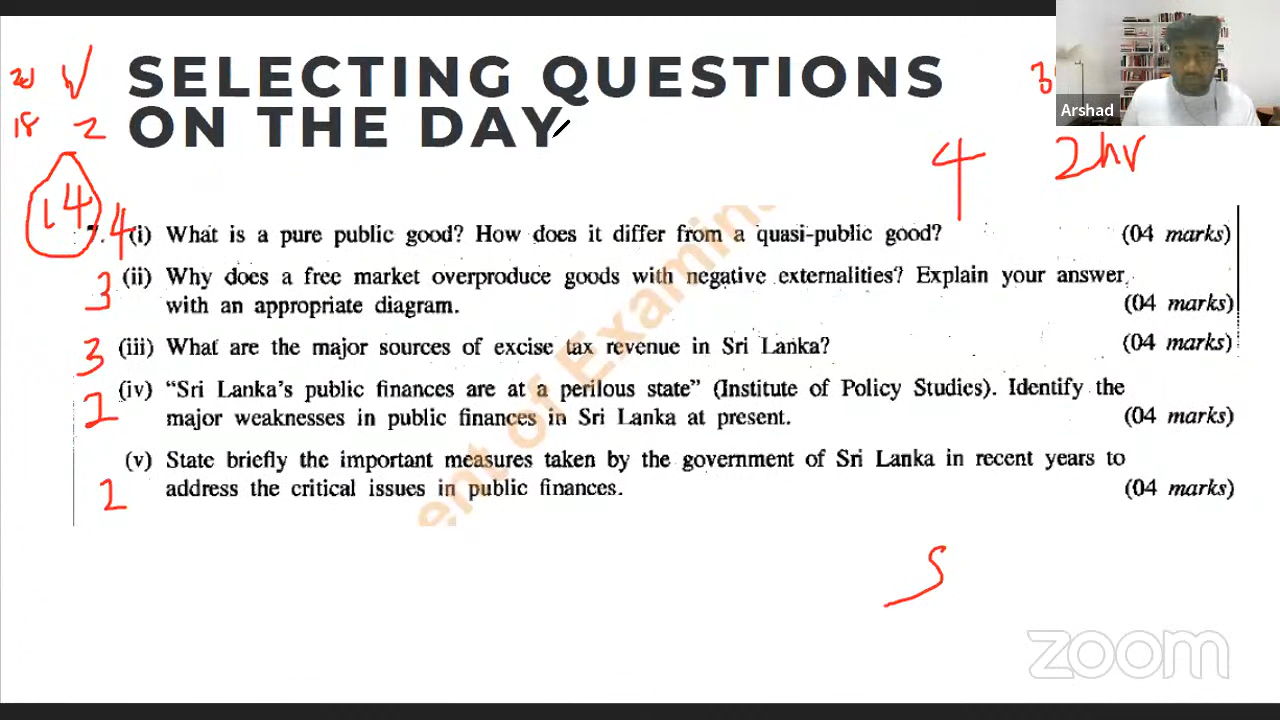 SELECTING QUESTIONS
ON THE DAY
Arshad
20
18 2
14
4 2hr
7. 4 (i) What is a pure public good? How does it differ from a quasi-public good? (04 marks)
3 (ii) Why does a free market overproduce goods with negative externalities? Explain your answer
with an appropriate diagram. (04 marks)
3 (iii) What are the major sources of excise tax revenue in Sri Lanka? (04 marks)
2 (iv) “Sri Lanka’s public finances are at a perilous state” (Institute of Policy Studies). Identify the
major weaknesses in public finances in Sri Lanka at present. (04 marks)
(v) State briefly the important measures taken by the government of Sri Lanka in recent years to
2 address the critical issues in public finances. (04 marks)
ent of Examin
zoom